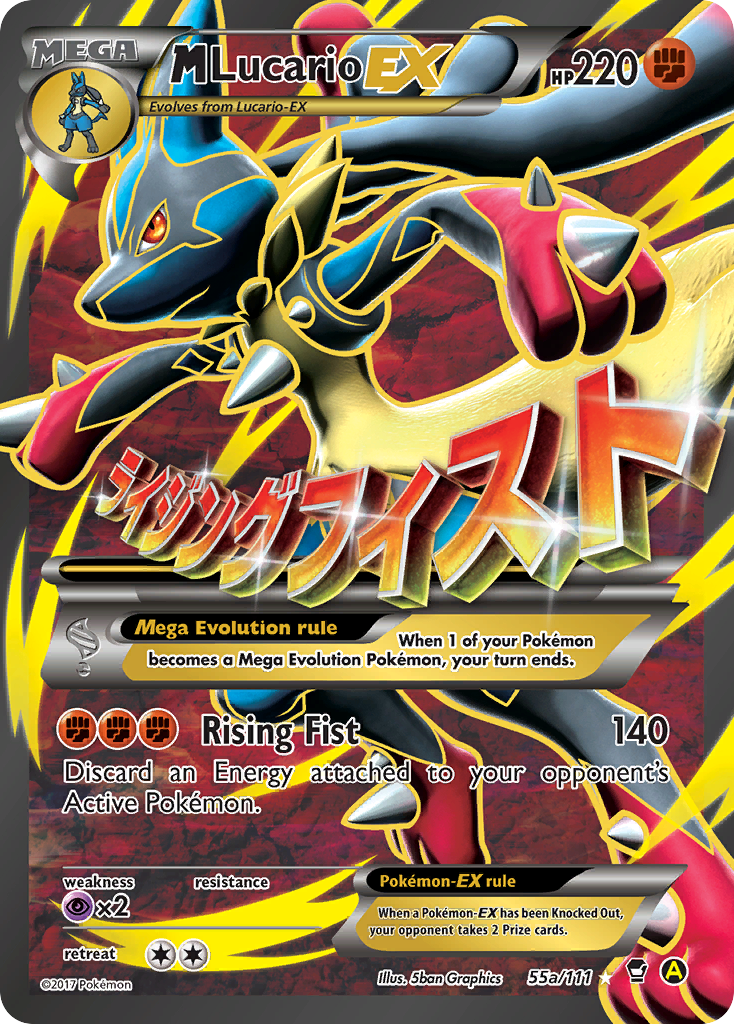 MEGA
M Lucario EX HP 220
Evolves from Lucario-EX
ライジングフィスト
Mega Evolution rule
When 1 of your Pokémon
becomes a Mega Evolution Pokémon, your turn ends.
Rising Fist 140
Discard an Energy attached to your opponent's
Active Pokémon.
weakness resistance
×2
Pokémon-EX rule
When a Pokémon-EX has been Knocked Out,
your opponent takes 2 Prize cards.
retreat
©2017 Pokémon Illus. 5ban Graphics 55a/111 A